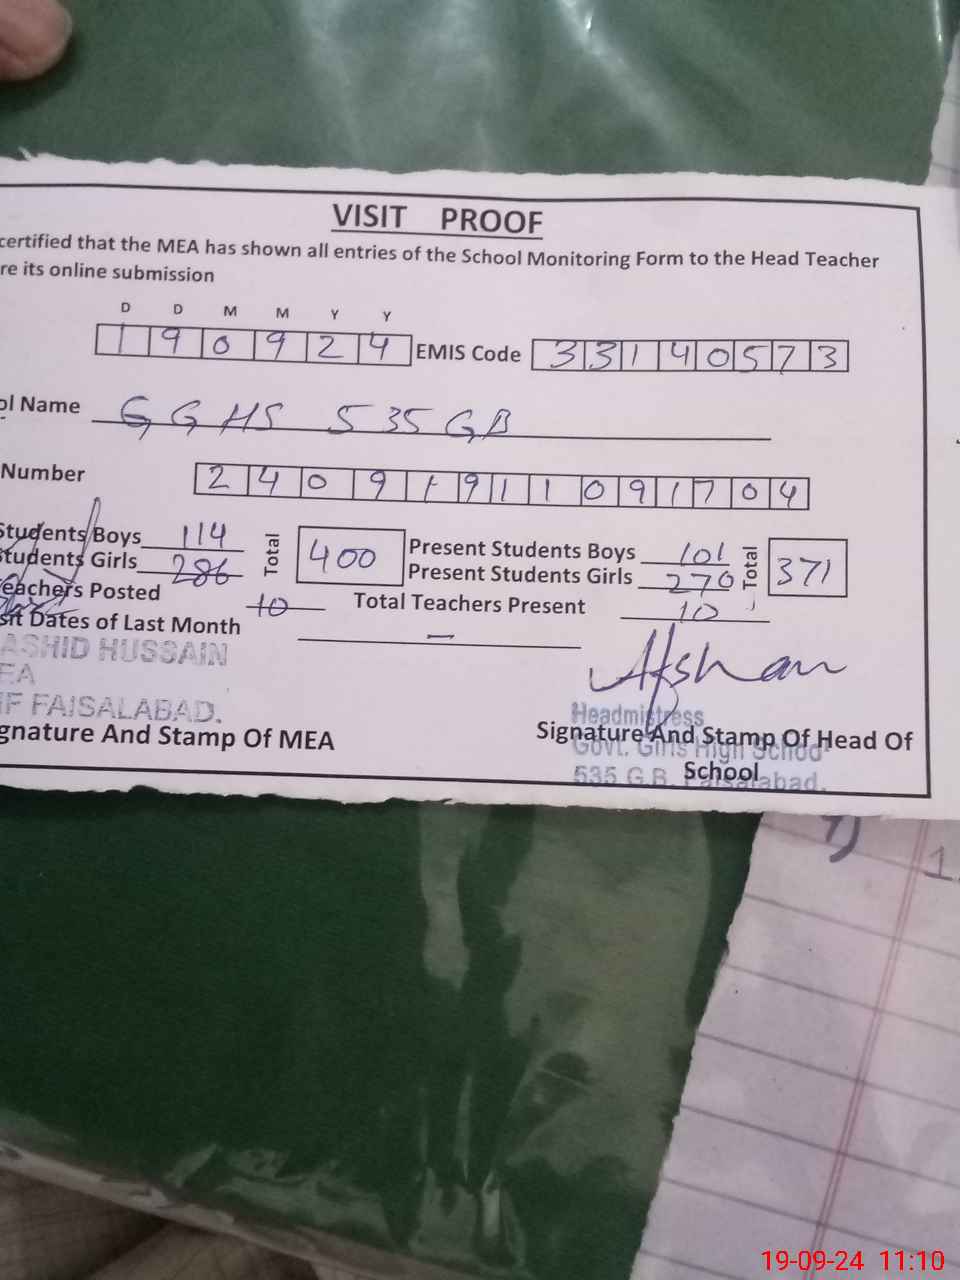 VISIT PROOF
certified that the MEA has shown all entries of the School Monitoring Form to the Head Teacher
re its online submission
D D M M Y Y
1 9 0 9 2 4 EMIS Code 3 3 1 4 0 5 7 3
ol Name GGHS 535 GB
Number 2 4 0 9 1 9 1 1 0 9 1 7 0 4
Students Boys 114 Total 400 Present Students Boys 101 Total 371
Students Girls 286 Present Students Girls 270
eachers Posted 10 Total Teachers Present 10
sit Dates of Last Month —
ASHID HUSSAIN
EA
IF FAISALABAD.
gnature And Stamp Of MEA
Afshan
Headmistress
Signature And Stamp Of Head Of
Govt. Girls High School
School
535 G.B. Faisalabad.
19-09-24 11:10